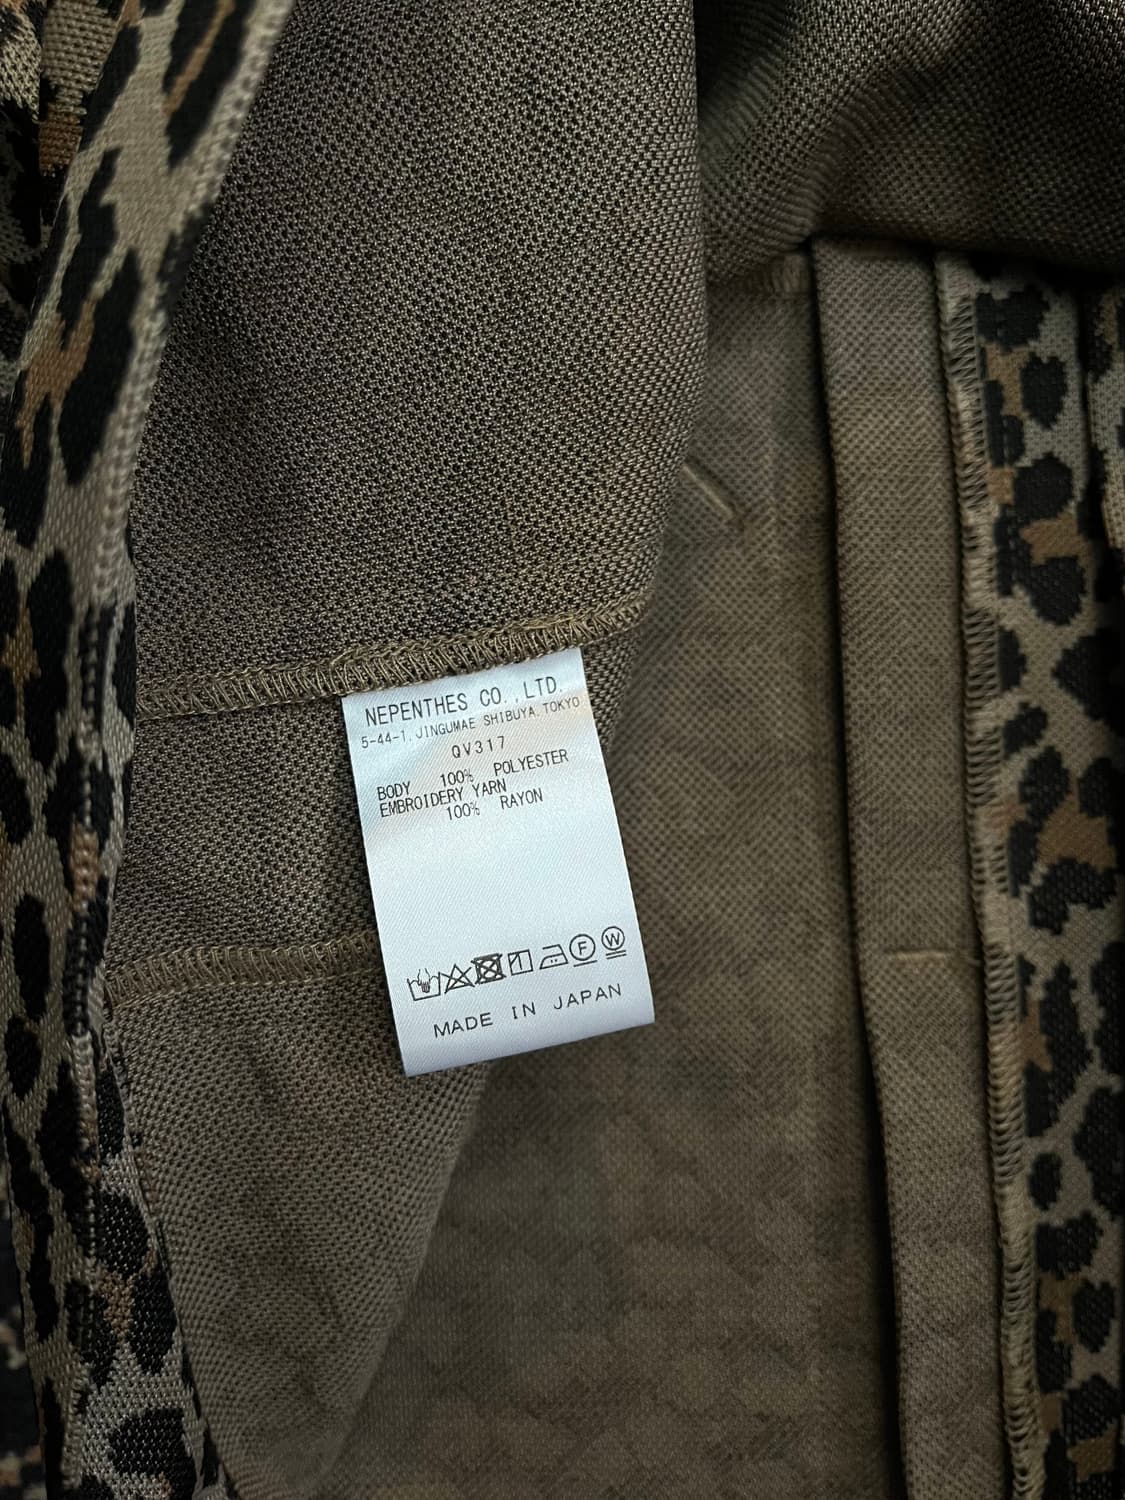 NEPENTHES CO.,LTD.
5-44-1, JINGUMAE SHIBUYA. TOKYO
QV317
BODY 100% POLYESTER
EMBROIDERY YARN
100% RAYON
F W
MADE IN JAPAN